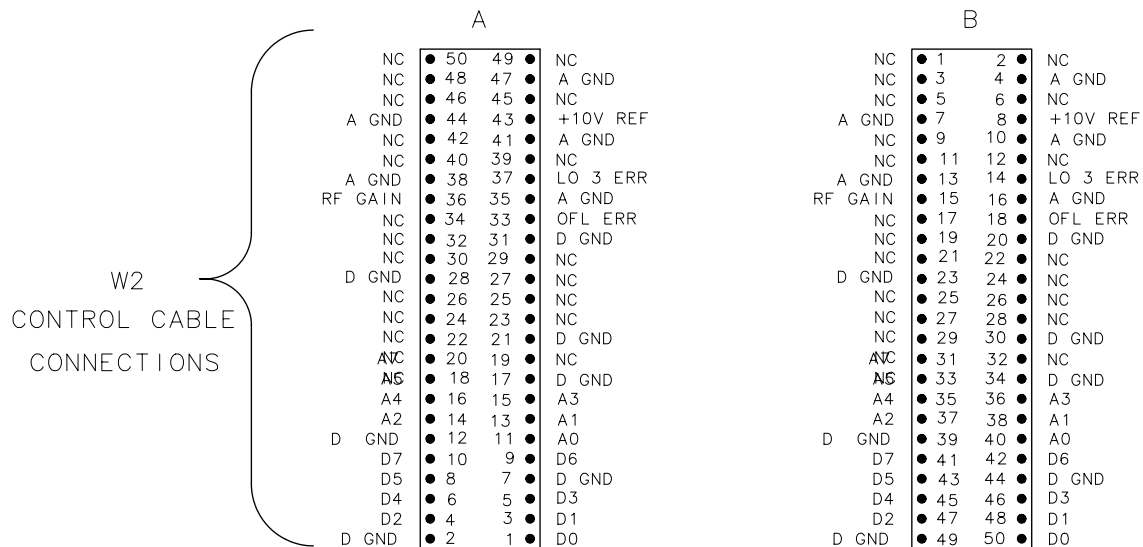 A B
NC 50 49 NC NC 1 2 NC
NC 48 47 A GND NC 3 4 A GND
NC 46 45 NC NC 5 6 NC
A GND 44 43 +10V REF A GND 7 8 +10V REF
NC 42 41 A GND NC 9 10 A GND
NC 40 39 NC NC 11 12 NC
A GND 38 37 LO 3 ERR A GND 13 14 LO 3 ERR
RF GAIN 36 35 A GND RF GAIN 15 16 A GND
NC 34 33 OFL ERR NC 17 18 OFL ERR
NC 32 31 D GND NC 19 20 D GND
NC 30 29 NC NC 21 22 NC
W2
CONTROL CABLE
CONNECTIONS
D GND 28 27 NC D GND 23 24 NC
NC 26 25 NC NC 25 26 NC
NC 24 23 NC NC 27 28 NC
NC 22 21 D GND NC 29 30 D GND
NC A7 20 19 NC NC A7 31 32 NC
NC A5 18 17 D GND NC A5 33 34 D GND
A4 16 15 A3 A4 35 36 A3
A2 14 13 A1 A2 37 38 A1
D GND 12 11 A0 D GND 39 40 A0
D7 10 9 D6 D7 41 42 D6
D5 8 7 D GND D5 43 44 D GND
D4 6 5 D3 D4 45 46 D3
D2 4 3 D1 D2 47 48 D1
D GND 2 1 D0 D GND 49 50 D0